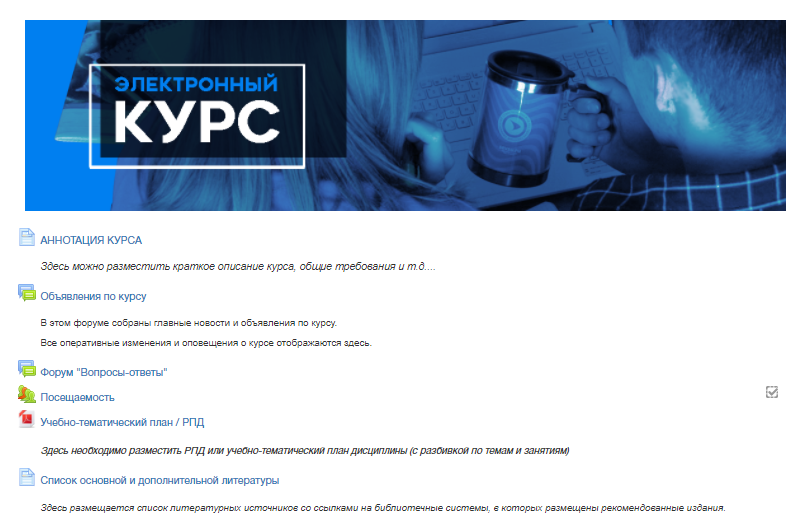 ЭЛЕКТРОННЫЙ
КУРС
АННОТАЦИЯ КУРСА
Здесь можно разместить краткое описание курса, общие требования и т.д....
Объявления по курсу
В этом форуме собраны главные новости и объявления по курсу.
Все оперативные изменения и оповещения о курсе отображаются здесь.
Форум "Вопросы-ответы"
Посещаемость
Учебно-тематический план / РПД
Здесь необходимо разместить РПД или учебно-тематический план дисциплины (с разбивкой по темам и занятиям)
Список основной и дополнительной литературы
Здесь размещается список литературных источников со ссылками на библиотечные системы, в которых размещены рекомендованные издания.